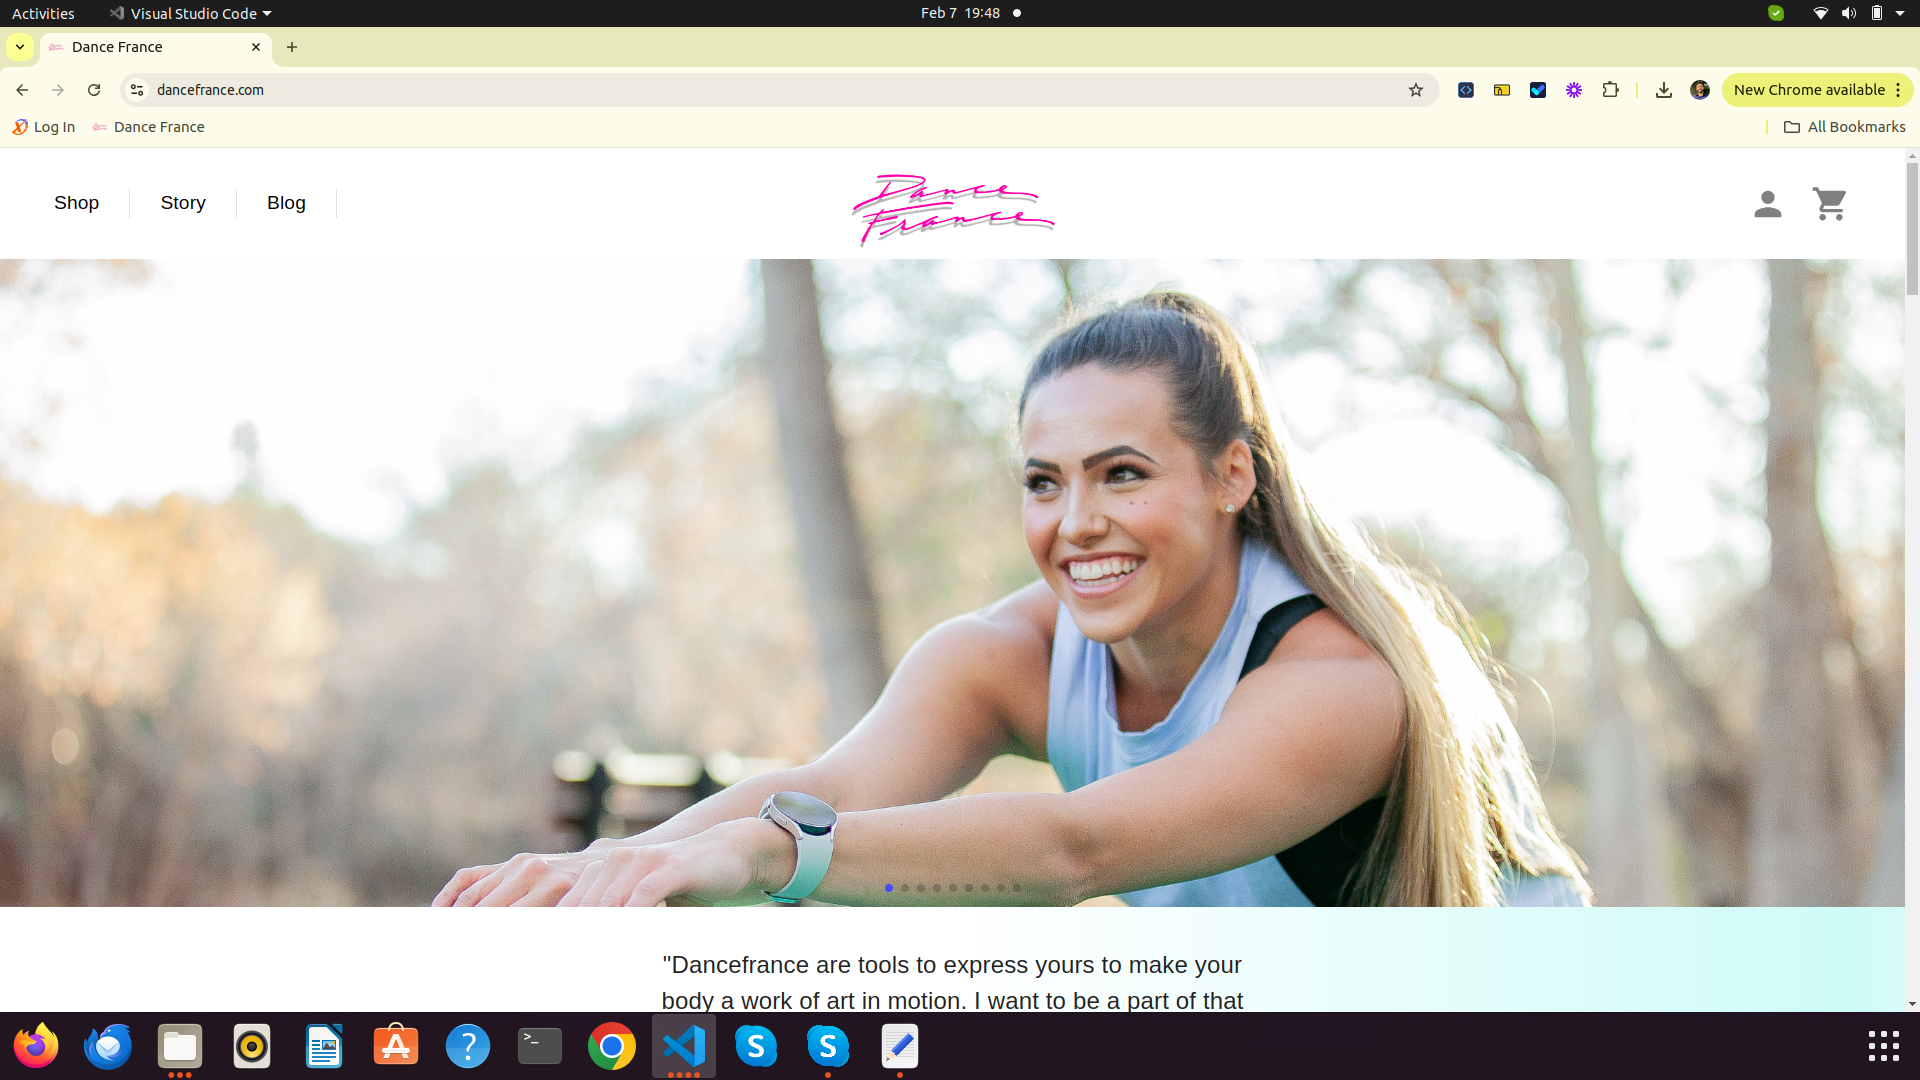 Activities
Visual Studio Code
Feb 7 19:48
Dance France
dancefrance.com
New Chrome available
Log In
Dance France
All Bookmarks
Shop
Story
Blog
Dance
France
"Dancefrance are tools to express yours to make your
body a work of art in motion. I want to be a part of that